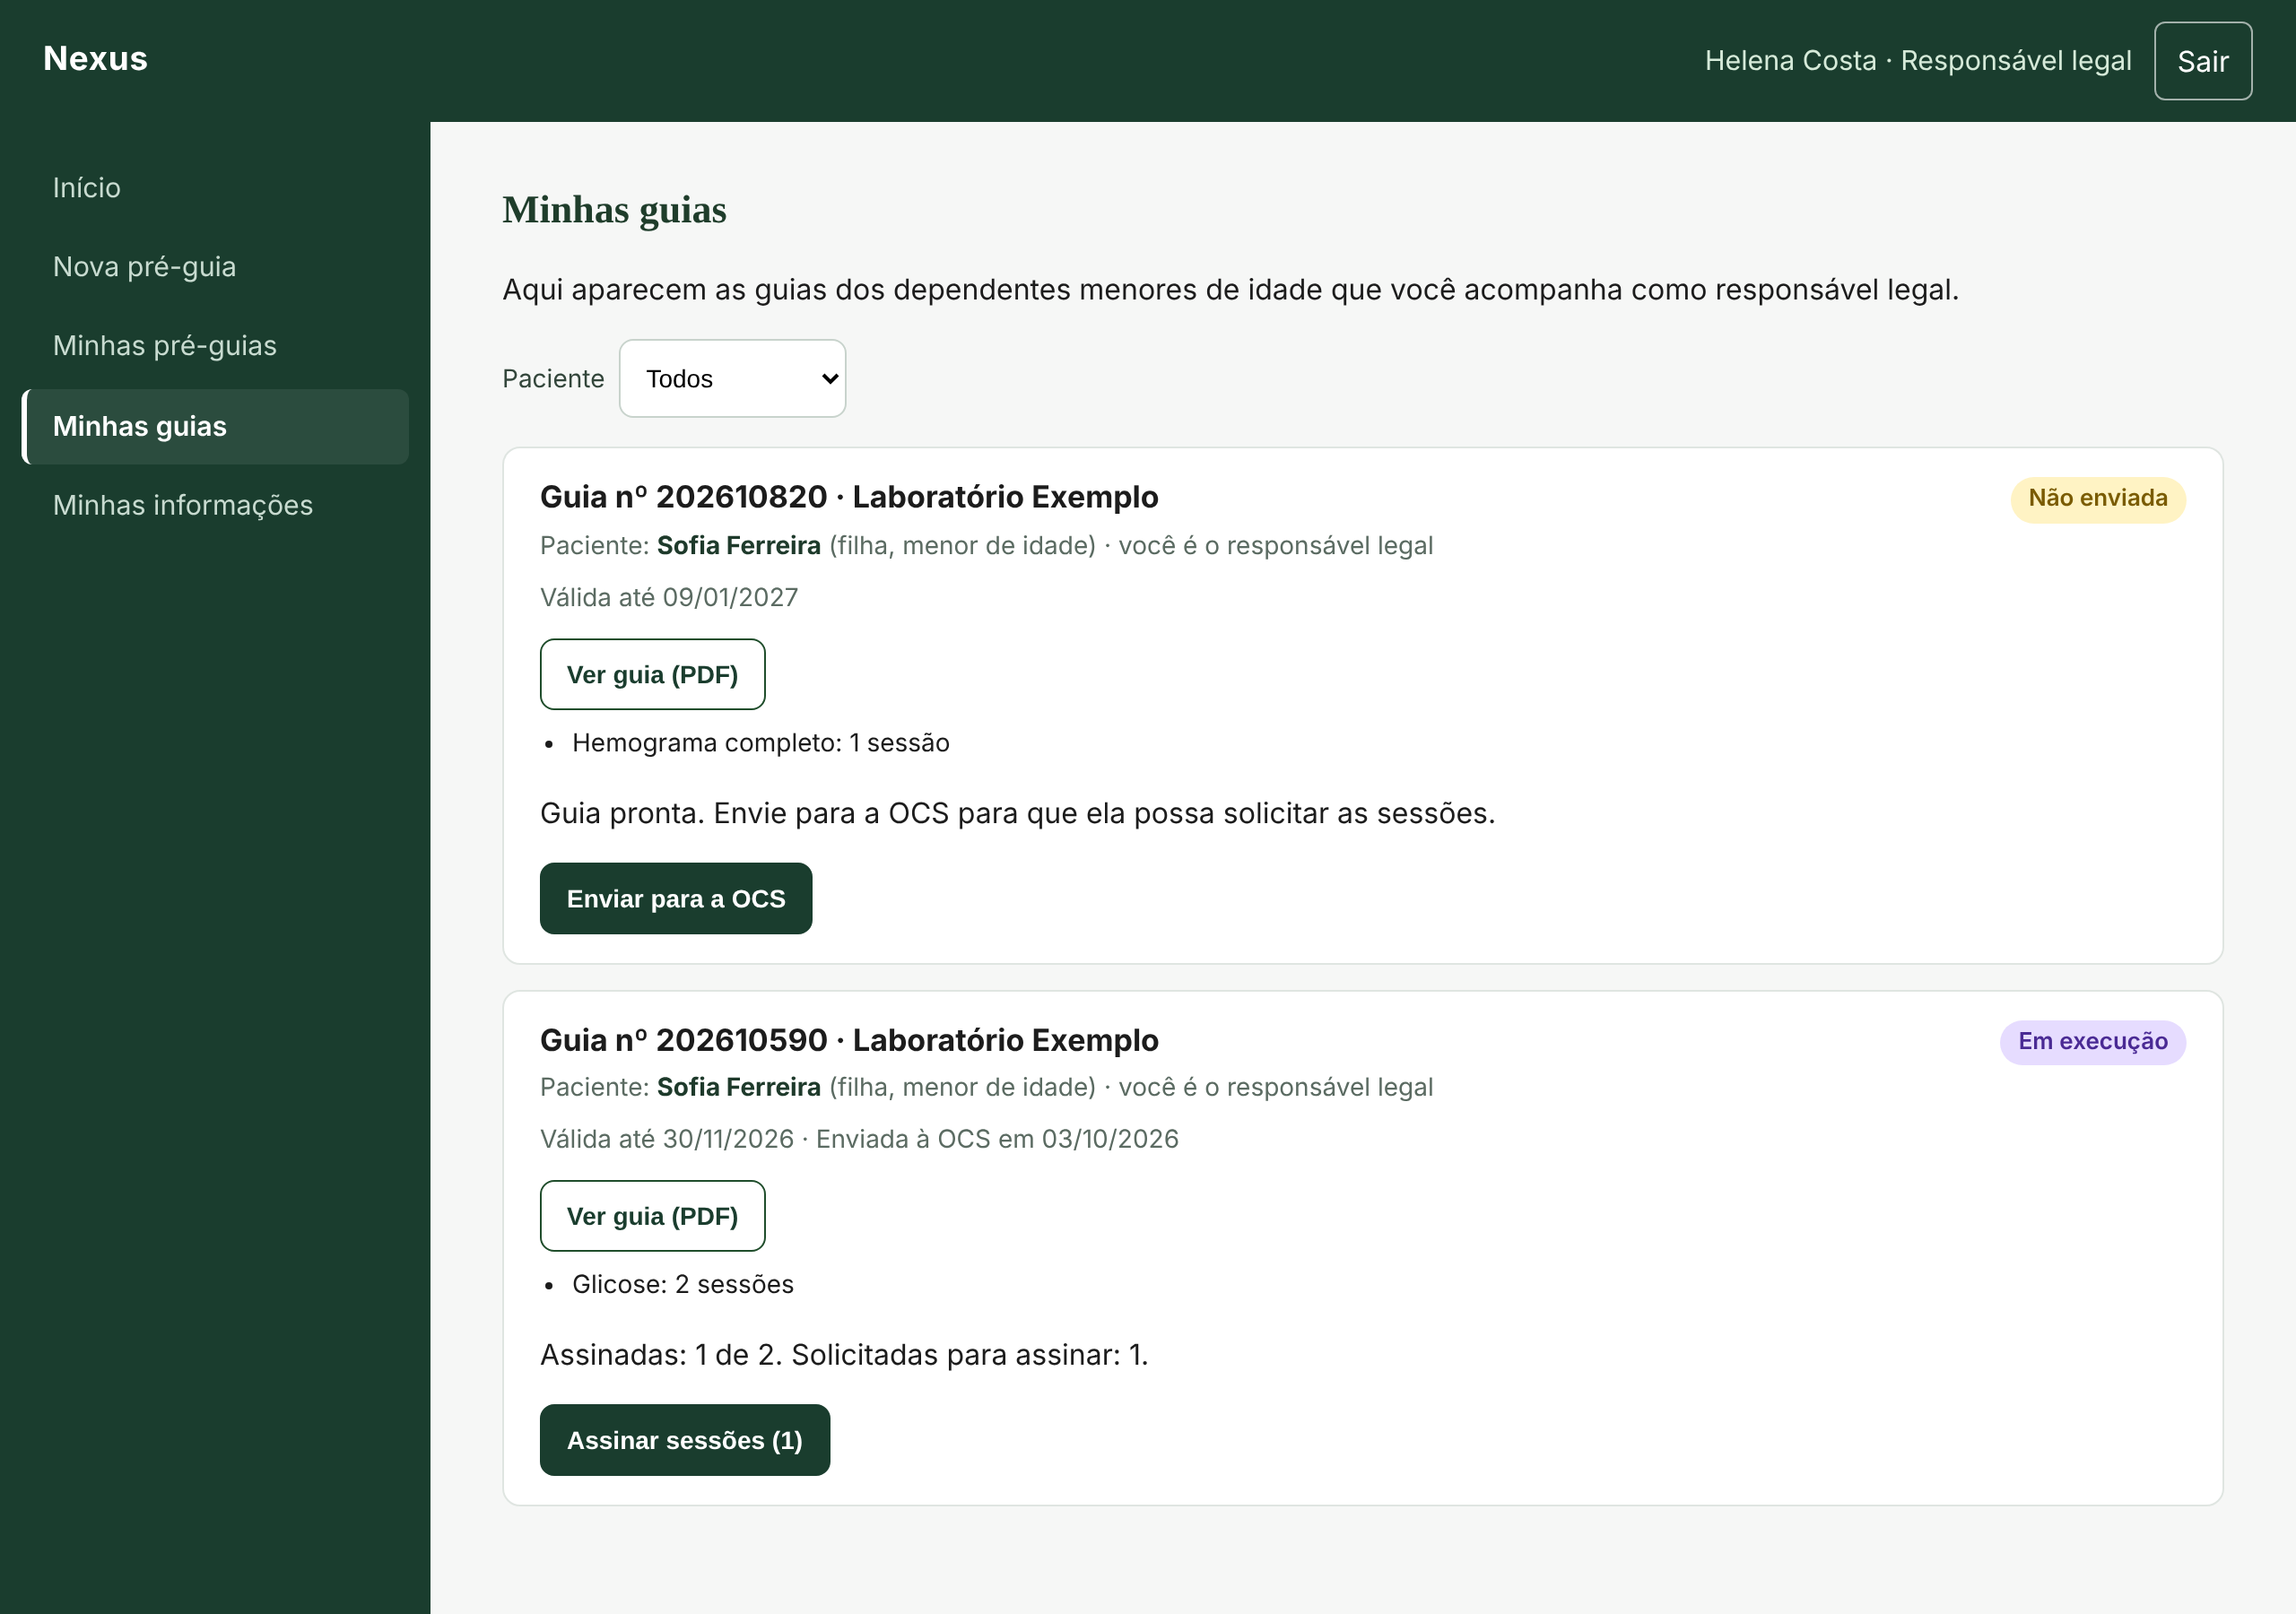 Nexus
Helena Costa · Responsável legal
Sair
Início
Nova pré-guia
Minhas pré-guias
Minhas guias
Minhas informações
Minhas guias
Aqui aparecem as guias dos dependentes menores de idade que você acompanha como responsável legal.
Paciente
Todos
Guia nº 202610820 · Laboratório Exemplo
Não enviada
Paciente: Sofia Ferreira (filha, menor de idade) · você é o responsável legal
Válida até 09/01/2027
Ver guia (PDF)
• Hemograma completo: 1 sessão
Guia pronta. Envie para a OCS para que ela possa solicitar as sessões.
Enviar para a OCS
Guia nº 202610590 · Laboratório Exemplo
Em execução
Paciente: Sofia Ferreira (filha, menor de idade) · você é o responsável legal
Válida até 30/11/2026 · Enviada à OCS em 03/10/2026
Ver guia (PDF)
• Glicose: 2 sessões
Assinadas: 1 de 2. Solicitadas para assinar: 1.
Assinar sessões (1)